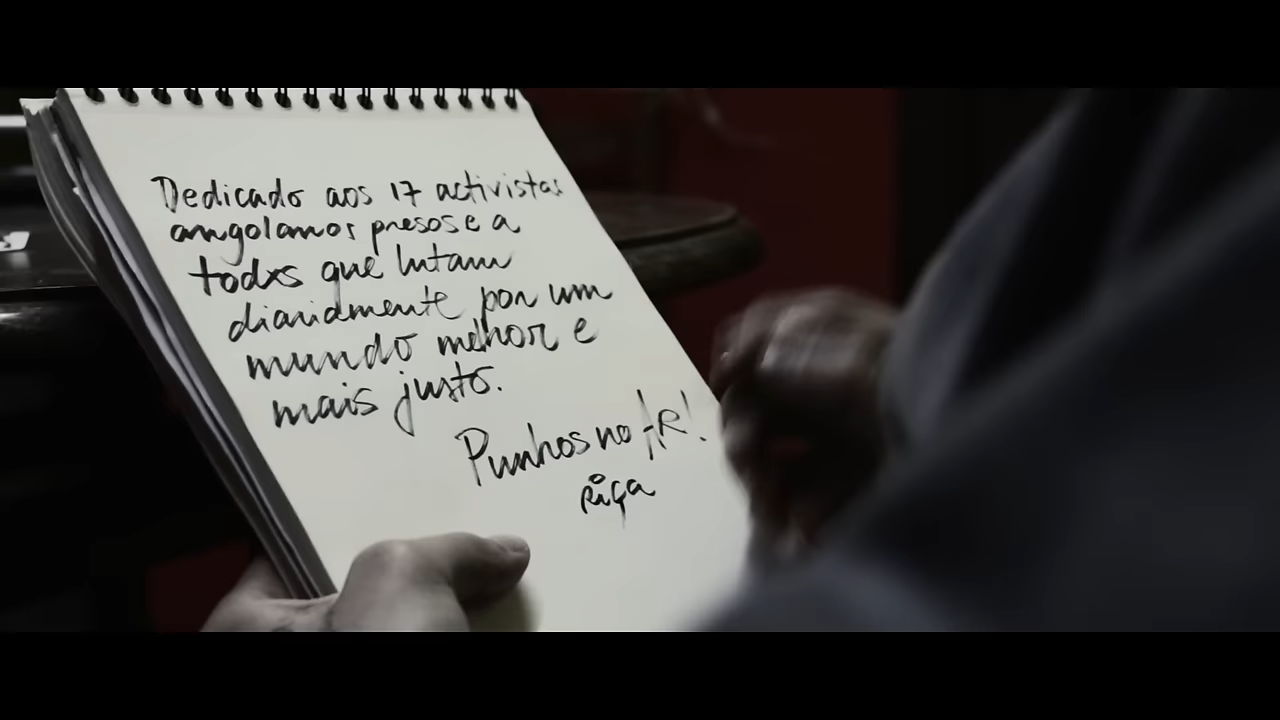 Dedicado aos 17 activistas
angolanos presos e a
todxs que lutam
diariamente por um
mundo melhor e
mais justo.
Punhos no AR!
Riça